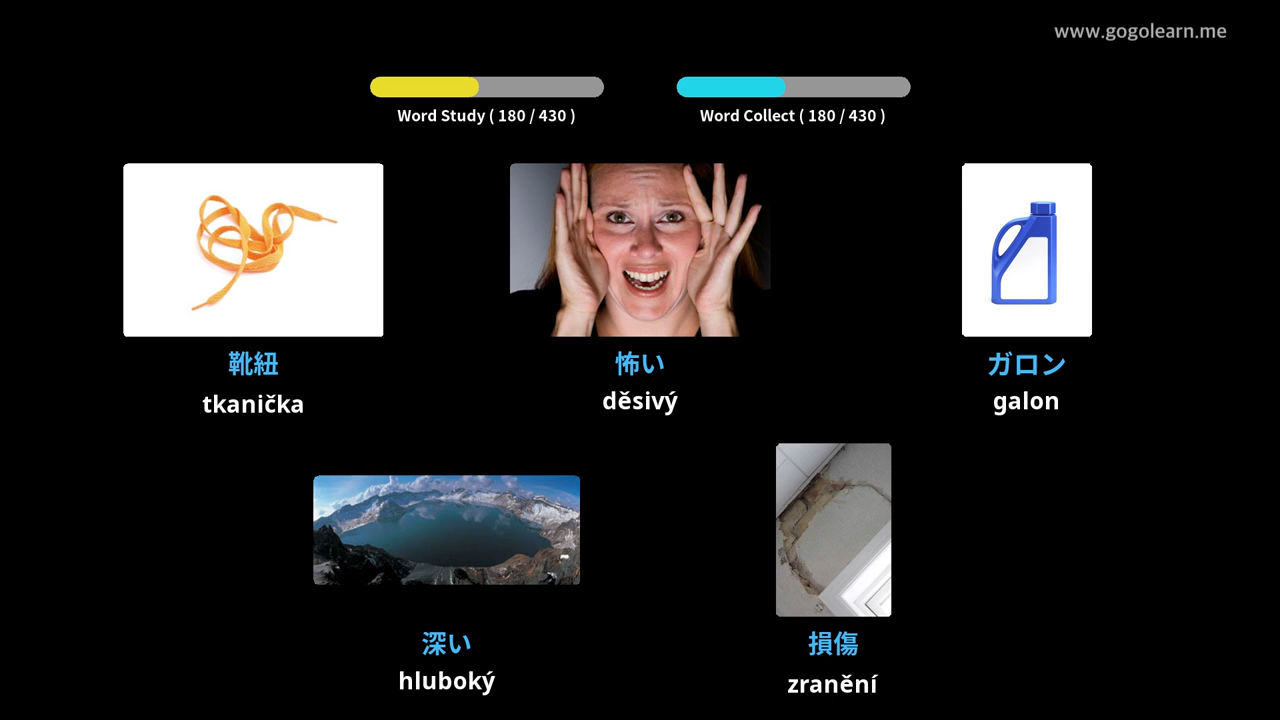 www.gogolearn.me
Word Study ( 180 / 430 )
Word Collect ( 180 / 430 )
靴紐
tkanička
怖い
děsivý
ガロン
galon
深い
hluboký
損傷
zranění